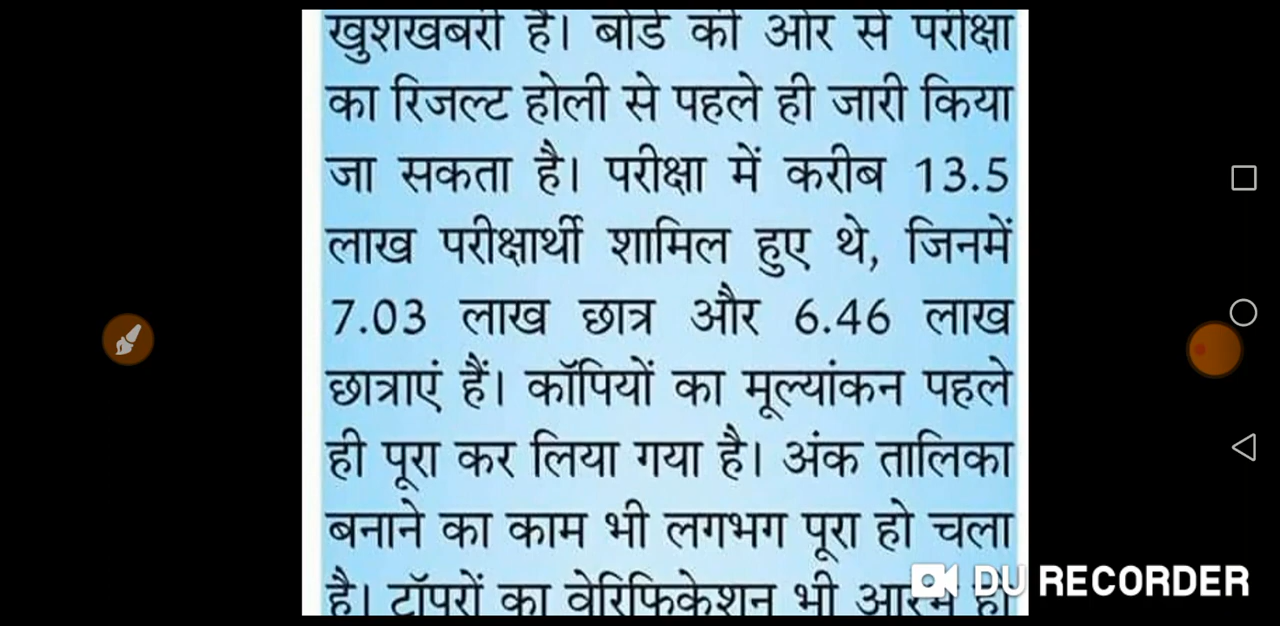 खुशखबरी है। बोर्ड की ओर से परीक्षा
का रिजल्ट होली से पहले ही जारी किया
जा सकता है। परीक्षा में करीब 13.5
लाख परीक्षार्थी शामिल हुए थे, जिनमें
7.03 लाख छात्र और 6.46 लाख
छात्राएं हैं। कॉपियों का मूल्यांकन पहले
ही पूरा कर लिया गया है। अंक तालिका
बनाने का काम भी लगभग पूरा हो चला
है। टॉपरों का वेरिफिकेशन भी आरंभ हो
DU RECORDER